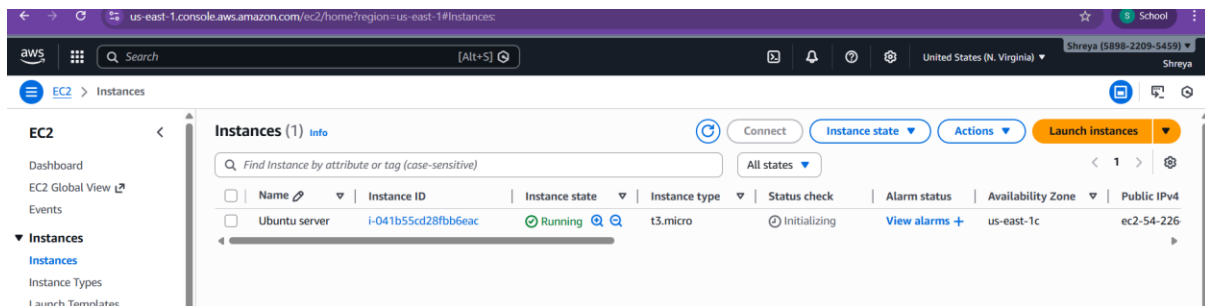 us-east-1.console.aws.amazon.com/ec2/home?region=us-east-1#Instances:
S School
aws Search [Alt+S] United States (N. Virginia) Shreya (5898-2209-5459)
Shreya
EC2 > Instances
EC2
Dashboard
EC2 Global View
Events
Instances
Instances
Instance Types
Launch Templates
Instances (1) Info Connect Instance state Actions Launch instances
Find Instance by attribute or tag (case-sensitive) All states 1
Name Instance ID Instance state Instance type Status check Alarm status Availability Zone Public IPv4
Ubuntu server i-041b55cd28fbb6eac Running t3.micro Initializing View alarms + us-east-1c ec2-54-226